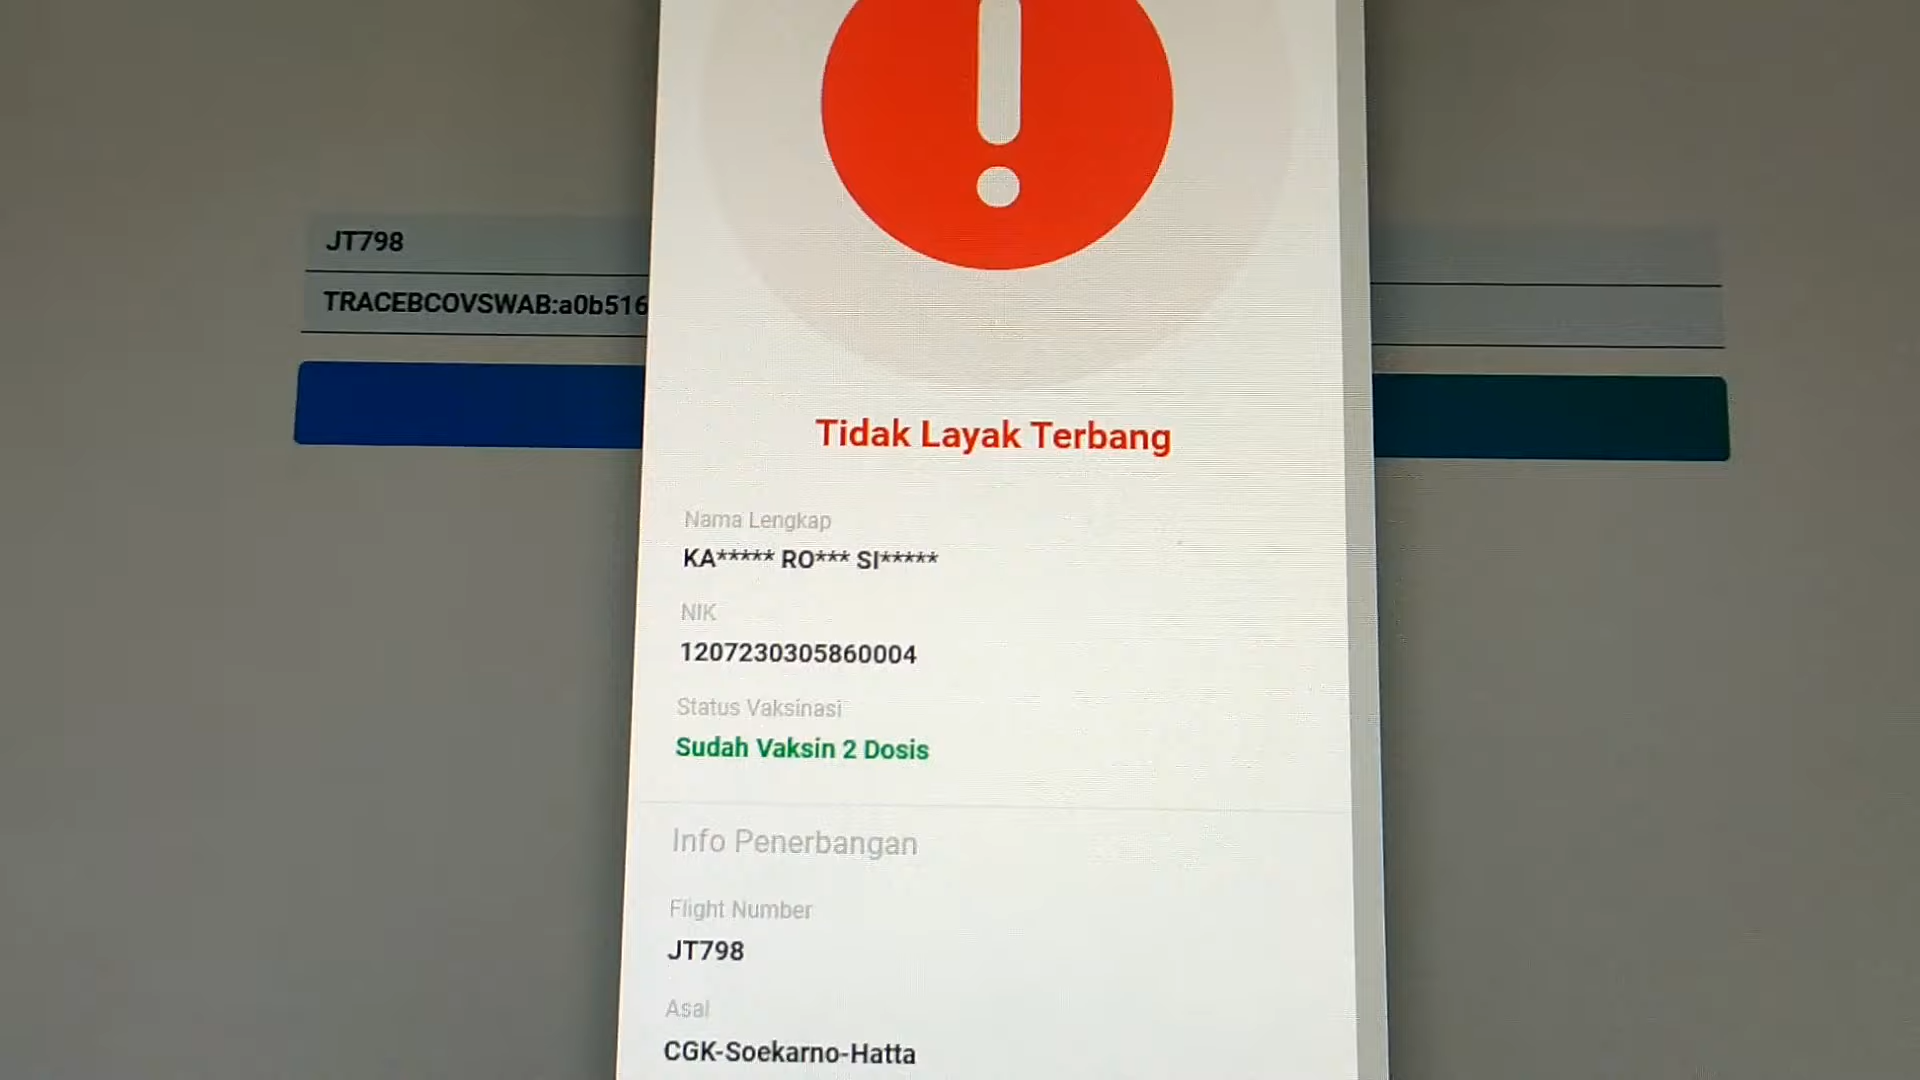 JT798
TRACEBCOVSWAB:a0b516
Tidak Layak Terbang
Nama Lengkap
KA***** RO*** SI*****
NIK
1207230305860004
Status Vaksinasi
Sudah Vaksin 2 Dosis
Info Penerbangan
Flight Number
JT798
Asal
CGK-Soekarno-Hatta